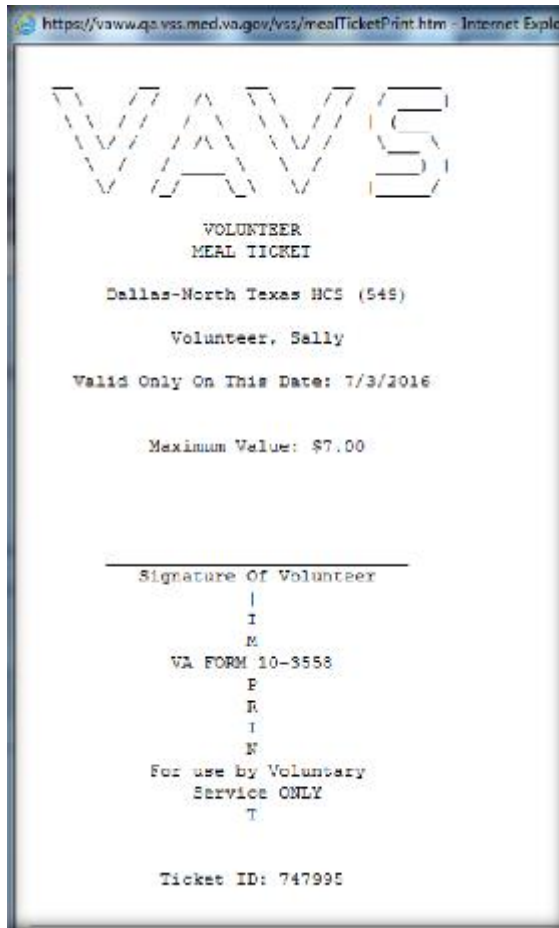 https://vaww.qa.vss.med.va.gov/vss/mealTicketPrint.htm - Internet Explo
VAVS
VOLUNTEER
MEAL TICKET
Dallas-North Texas HCS (549)
Volunteer, Sally
Valid Only On This Date: 7/3/2016
Maximum Value: $7.00
Signature Of Volunteer
|
I
M
VA FORM 10-3558
P
R
I
N
For use by Voluntary
Service ONLY
T
Ticket ID: 747995